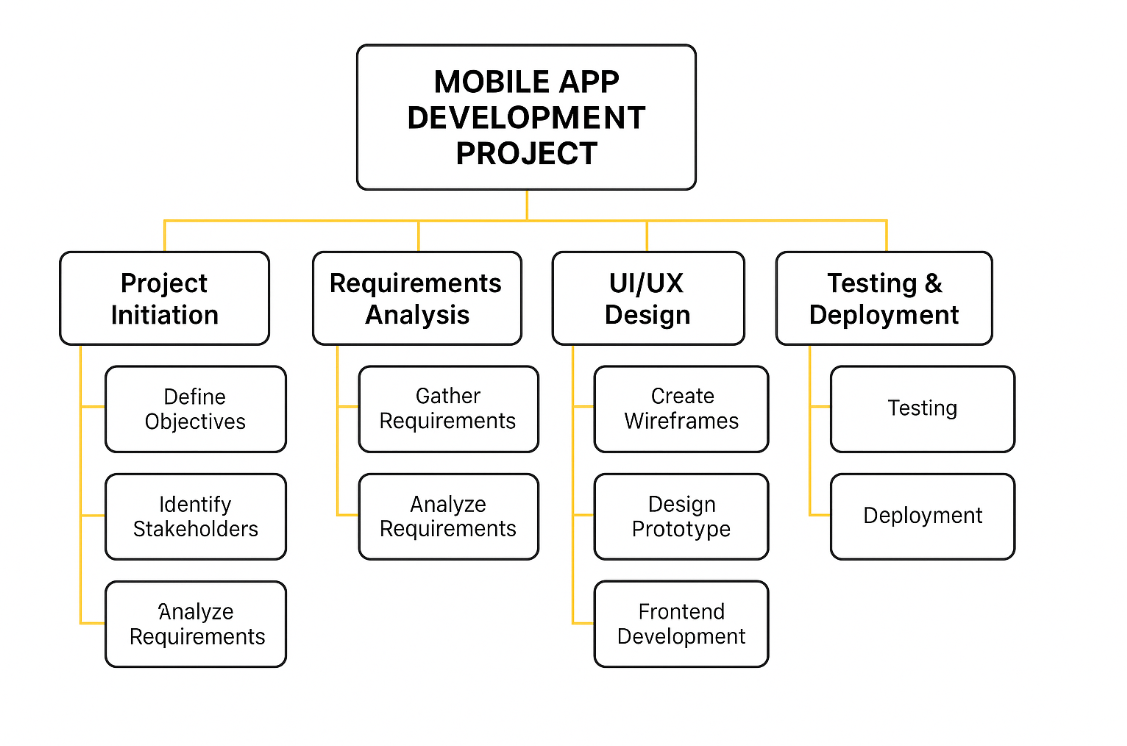 MOBILE APP
DEVELOPMENT
PROJECT
Project
Initiation
Define
Objectives
Identify
Stakeholders
Analyze
Requirements
Requirements
Analysis
Gather
Requirements
Analyze
Requirements
UI/UX
Design
Create
Wireframes
Design
Prototype
Frontend
Development
Testing &
Deployment
Testing
Deployment